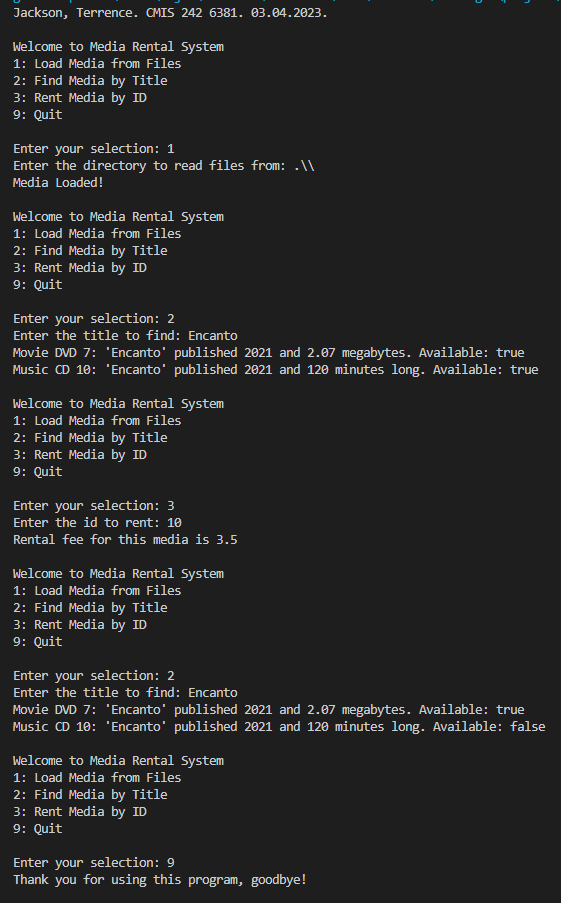 Jackson, Terrence. CMIS 242 6381. 03.04.2023.
Welcome to Media Rental System
1: Load Media from Files
2: Find Media by Title
3: Rent Media by ID
9: Quit
Enter your selection: 1
Enter the directory to read files from: .\\
Media Loaded!
Welcome to Media Rental System
1: Load Media from Files
2: Find Media by Title
3: Rent Media by ID
9: Quit
Enter your selection: 2
Enter the title to find: Encanto
Movie DVD 7: 'Encanto' published 2021 and 2.07 megabytes. Available: true
Music CD 10: 'Encanto' published 2021 and 120 minutes long. Available: true
Welcome to Media Rental System
1: Load Media from Files
2: Find Media by Title
3: Rent Media by ID
9: Quit
Enter your selection: 3
Enter the id to rent: 10
Rental fee for this media is 3.5
Welcome to Media Rental System
1: Load Media from Files
2: Find Media by Title
3: Rent Media by ID
9: Quit
Enter your selection: 2
Enter the title to find: Encanto
Movie DVD 7: 'Encanto' published 2021 and 2.07 megabytes. Available: true
Music CD 10: 'Encanto' published 2021 and 120 minutes long. Available: false
Welcome to Media Rental System
1: Load Media from Files
2: Find Media by Title
3: Rent Media by ID
9: Quit
Enter your selection: 9
Thank you for using this program, goodbye!